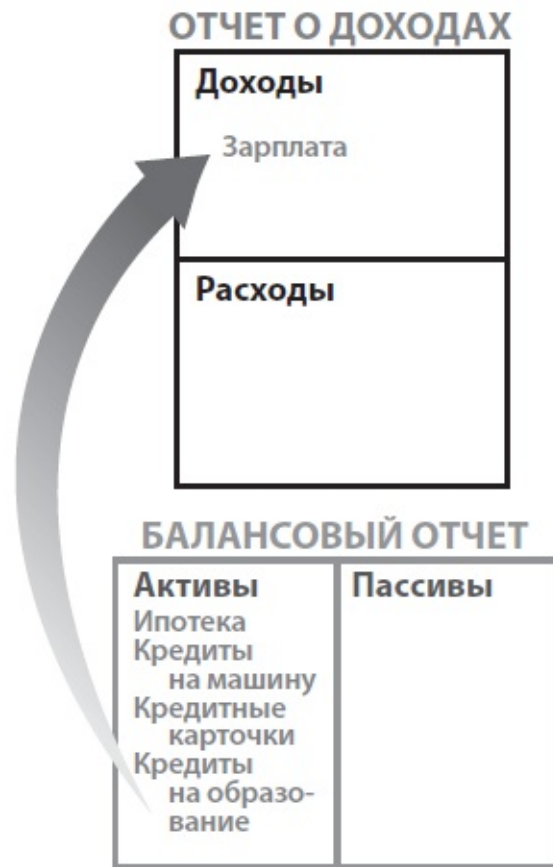 ОТЧЕТ О ДОХОДАХ
Доходы
Зарплата
Расходы
БАЛАНСОВЫЙ ОТЧЕТ
Активы
Ипотека
Кредиты
на машину
Кредитные
карточки
Кредиты
на образо-
вание
Пассивы